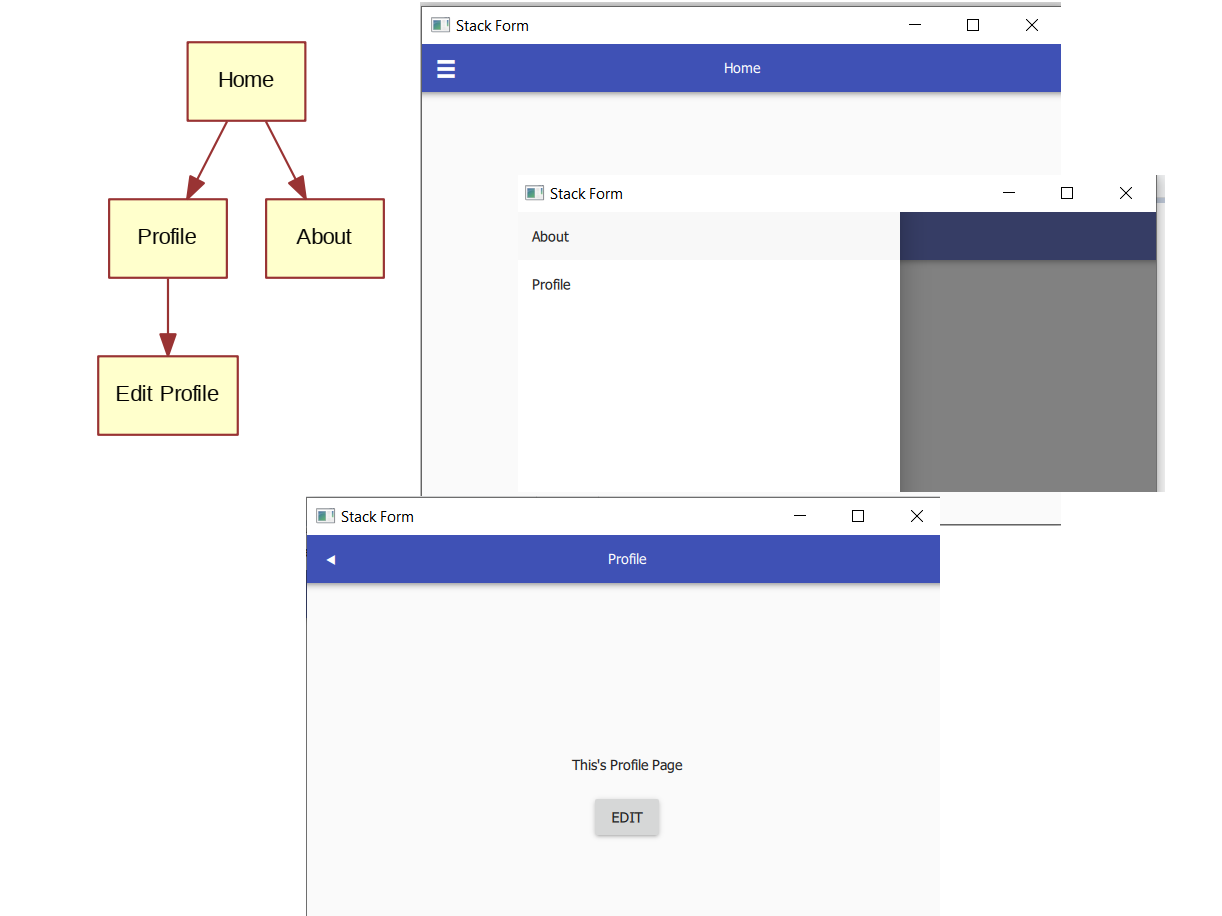 Home
Profile
About
Edit Profile
Stack Form
Home
Stack Form
About
Profile
Stack Form
Profile
This's Profile Page
EDIT